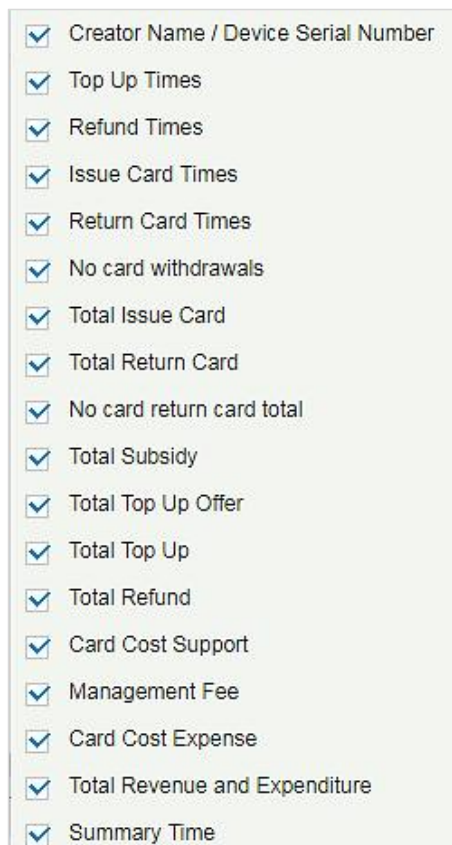 Creator Name / Device Serial Number
Top Up Times
Refund Times
Issue Card Times
Return Card Times
No card withdrawals
Total Issue Card
Total Return Card
No card return card total
Total Subsidy
Total Top Up Offer
Total Top Up
Total Refund
Card Cost Support
Management Fee
Card Cost Expense
Total Revenue and Expenditure
Summary Time